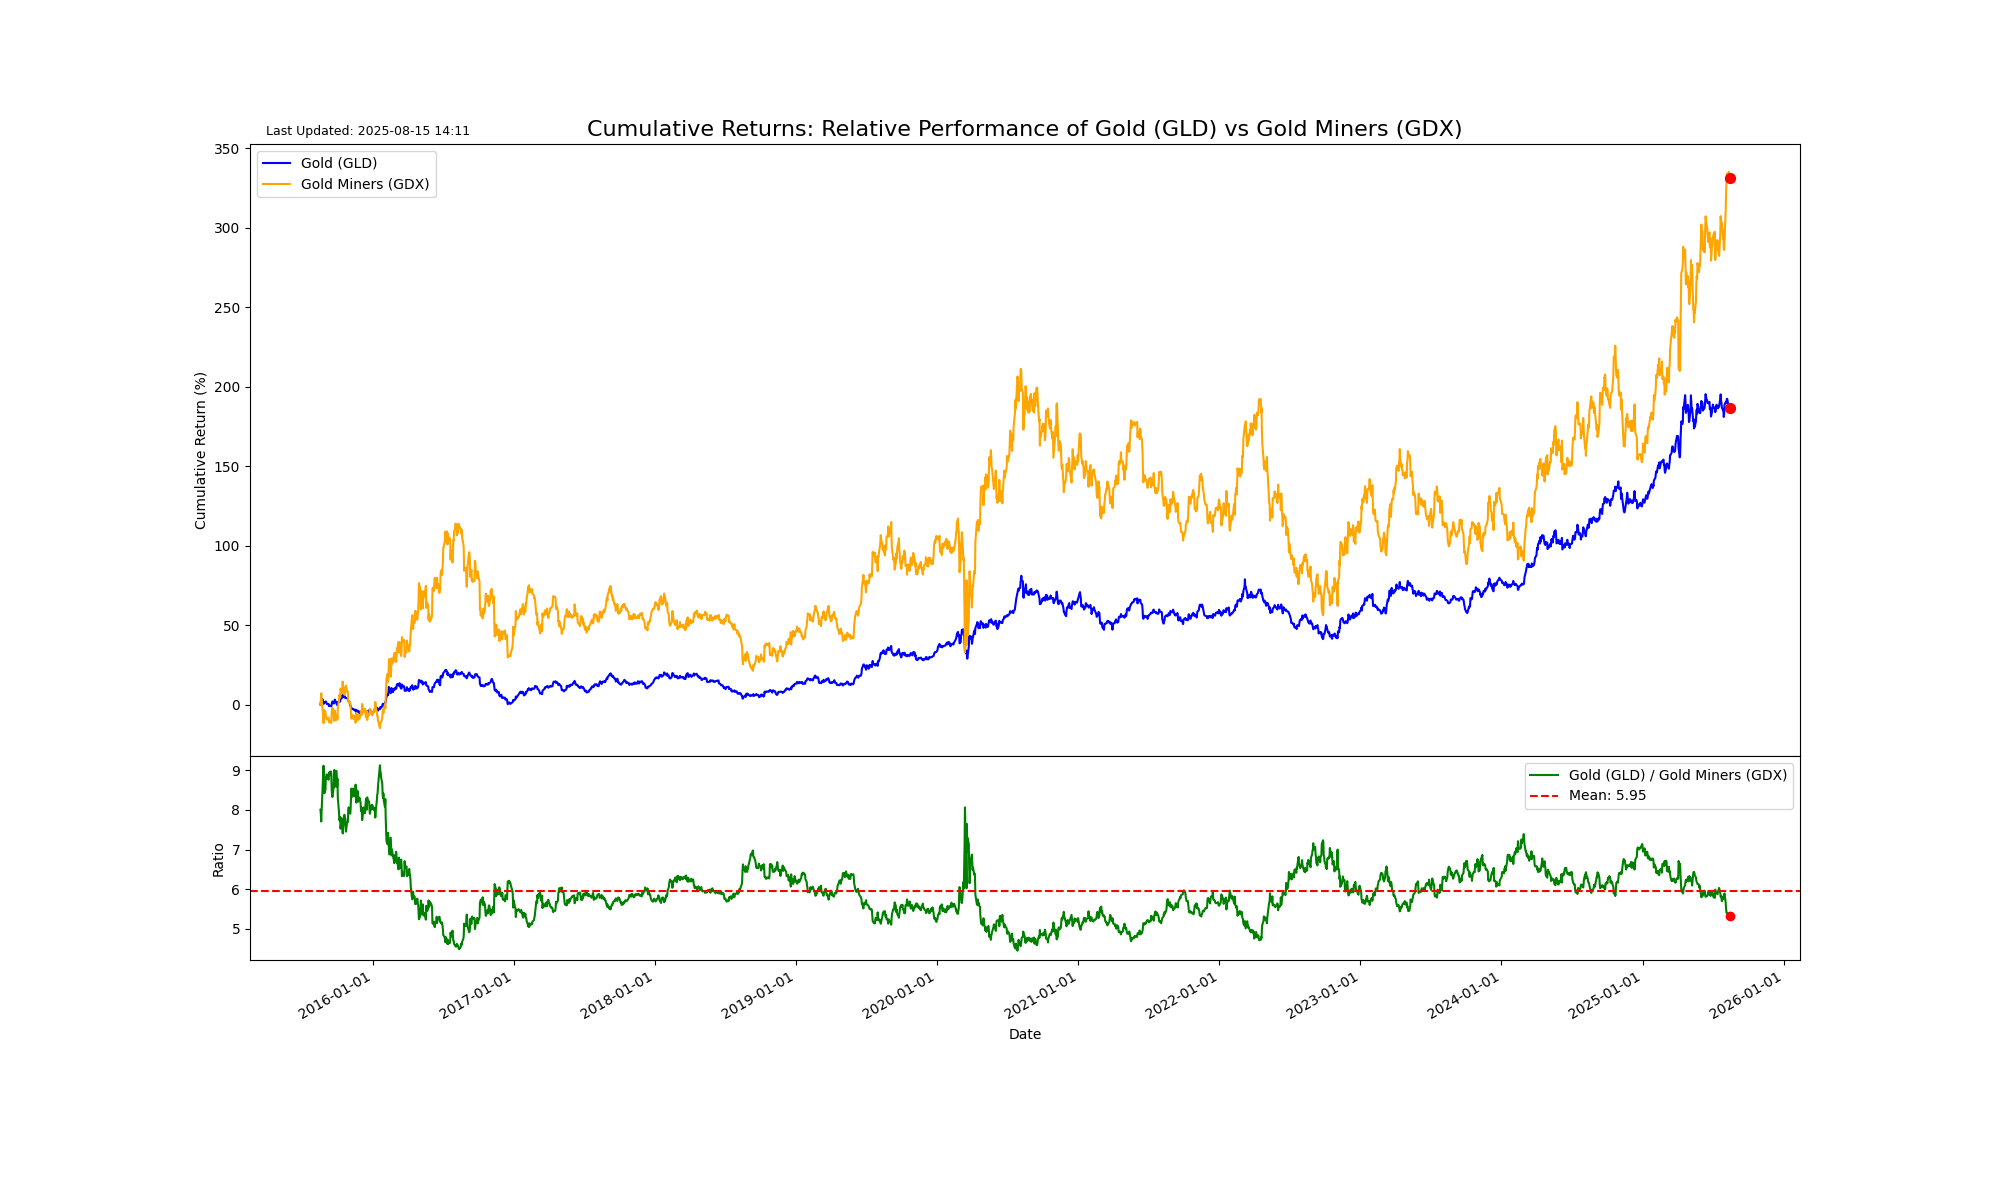 Last Updated: 2025-08-15 14:11
Cumulative Returns: Relative Performance of Gold (GLD) vs Gold Miners (GDX)
Gold (GLD)
Gold Miners (GDX)
Cumulative Return (%)
350
300
250
200
150
100
50
0
Gold (GLD) / Gold Miners (GDX)
Mean: 5.95
Ratio
9
8
7
6
5
2016-01-01
2017-01-01
2018-01-01
2019-01-01
2020-01-01
2021-01-01
2022-01-01
2023-01-01
2024-01-01
2025-01-01
2026-01-01
Date